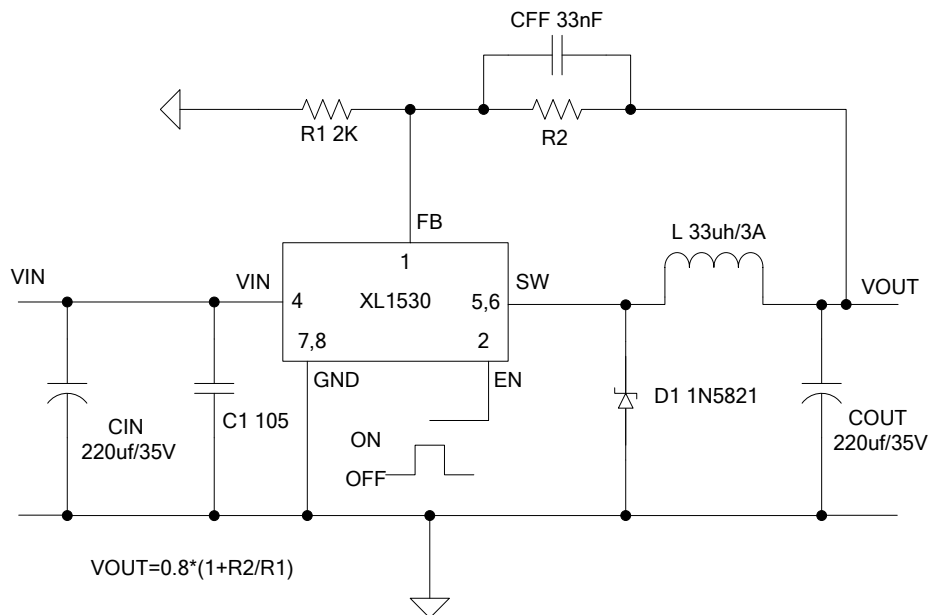 CFF 33nF
R1 2K
R2
FB
L 33uh/3A
1
VIN
VIN
SW
VOUT
4
XL1530
5,6
7,8
2
GND
EN
D1 1N5821
CIN
220uf/35V
C1 105
ON
OFF
COUT
220uf/35V
VOUT=0.8*(1+R2/R1)